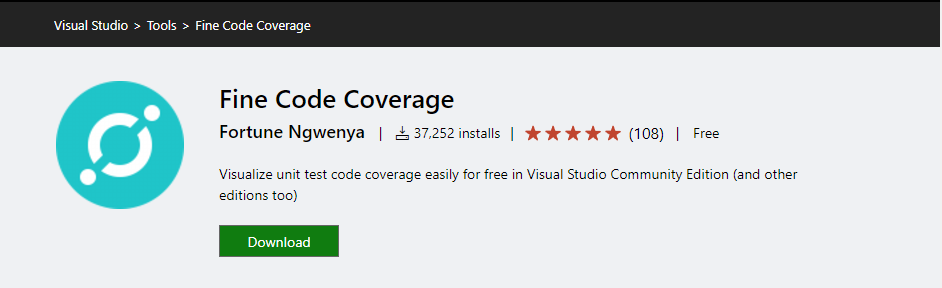 Visual Studio > Tools > Fine Code Coverage
Fine Code Coverage
Fortune Ngwenya | 37,252 installs | (108) | Free
Visualize unit test code coverage easily for free in Visual Studio Community Edition (and other
editions too)
Download